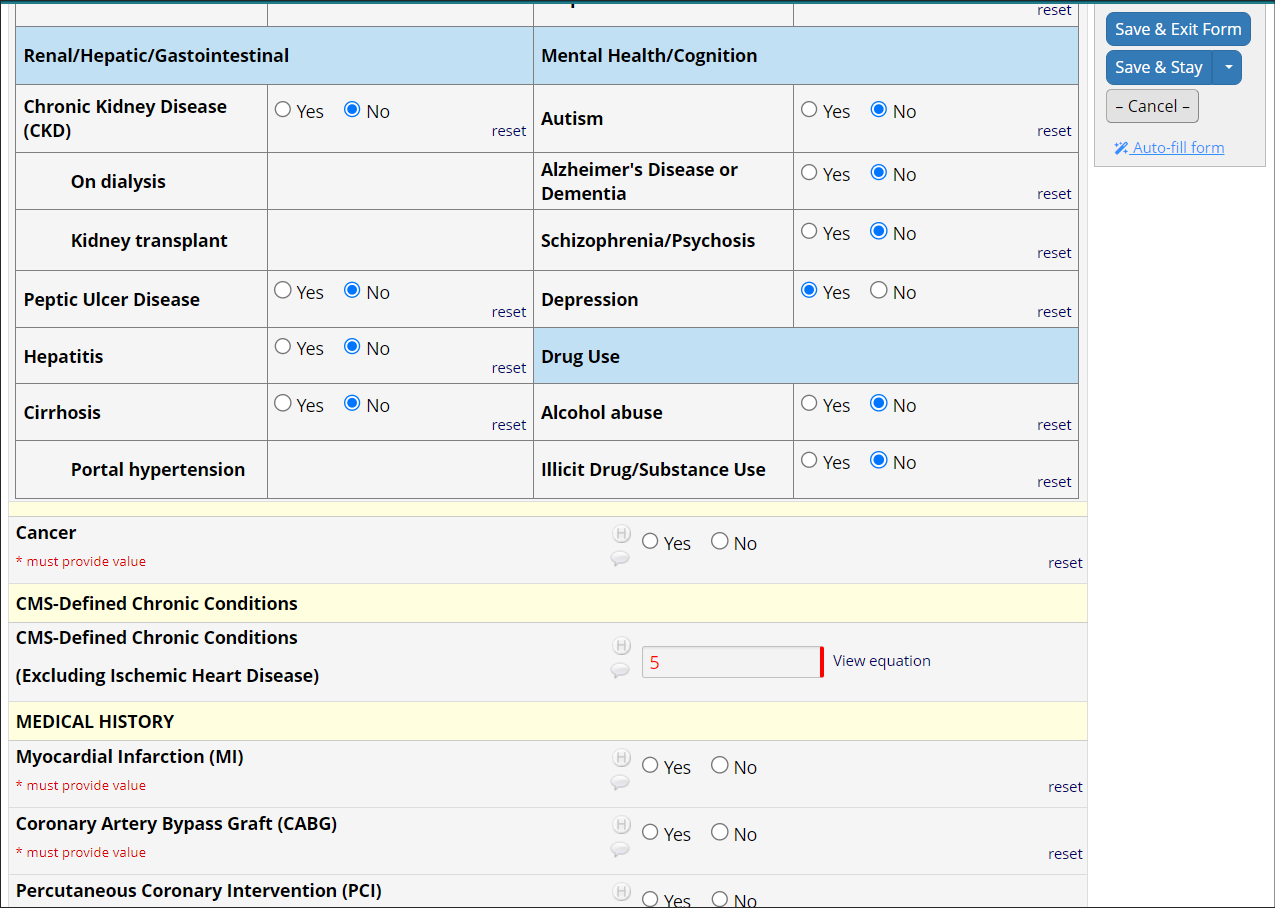 reset
Save & Exit Form
Save & Stay
– Cancel –
Auto-fill form
Renal/Hepatic/Gastointestinal
Mental Health/Cognition
Chronic Kidney Disease
(CKD)
Yes No
reset
Autism
Yes No
reset
On dialysis
Alzheimer's Disease or
Dementia
Yes No
reset
Kidney transplant
Schizophrenia/Psychosis
Yes No
reset
Peptic Ulcer Disease
Yes No
reset
Depression
Yes No
reset
Hepatitis
Yes No
reset
Drug Use
Cirrhosis
Yes No
reset
Alcohol abuse
Yes No
reset
Portal hypertension
Illicit Drug/Substance Use
Yes No
reset
Cancer
* must provide value
H
Yes No
reset
CMS-Defined Chronic Conditions
CMS-Defined Chronic Conditions
(Excluding Ischemic Heart Disease)
H
5
View equation
MEDICAL HISTORY
Myocardial Infarction (MI)
* must provide value
H
Yes No
reset
Coronary Artery Bypass Graft (CABG)
* must provide value
H
Yes No
reset
Percutaneous Coronary Intervention (PCI)
H
Yes No